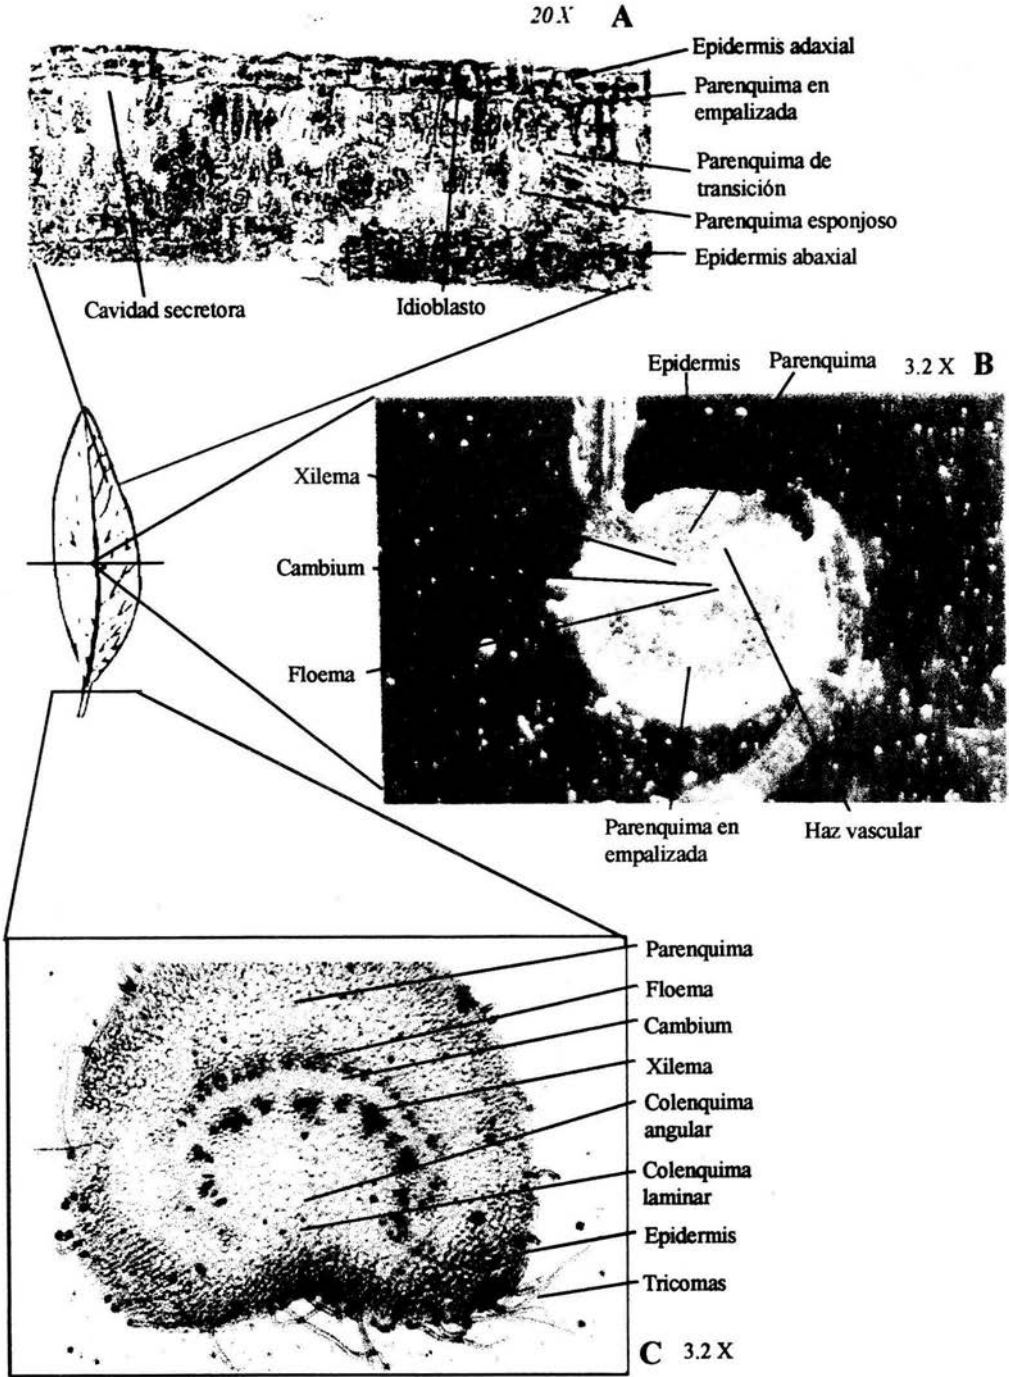 20 X A
Epidermis adaxial
Parenquima en
empalizada
Parenquima de
transición
Parenquima esponjoso
Epidermis abaxial
Cavidad secretora
Idioblasto
Epidermis
Parenquima
3.2 X B
Xilema
Cambium
Floema
Parenquima en
empalizada
Haz vascular
Parenquima
Floema
Cambium
Xilema
Colenquima
angular
Colenquima
laminar
Epidermis
Tricomas
C 3.2 X